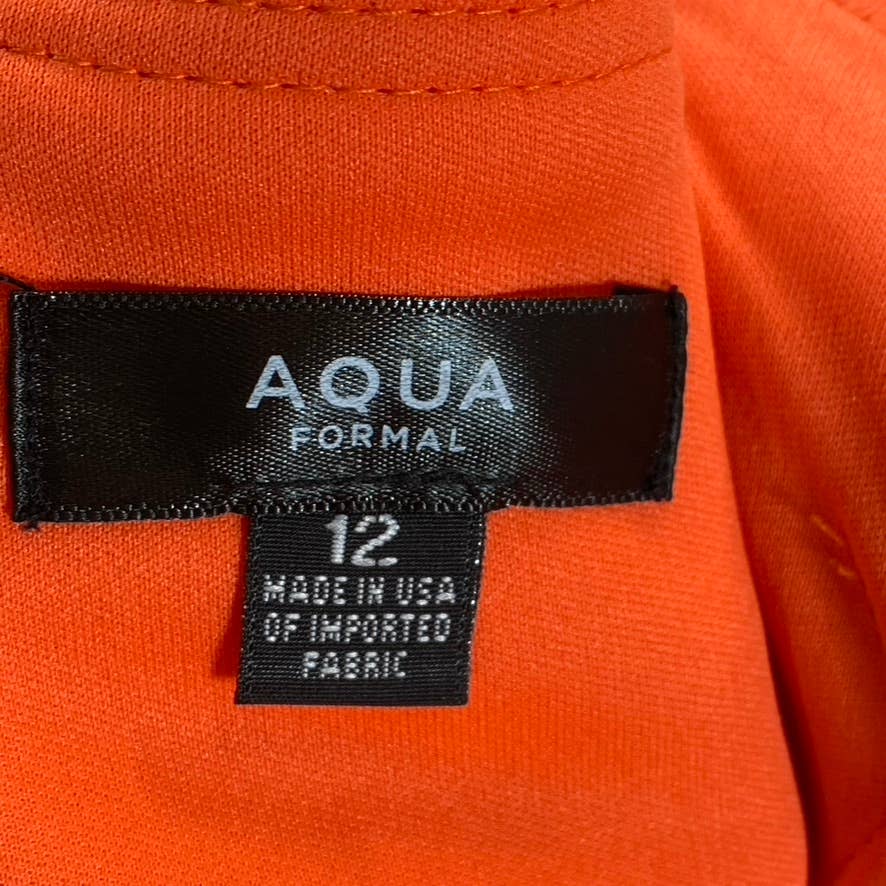 AQUA
FORMAL
12
MADE IN USA
OF IMPORTED
FABRIC